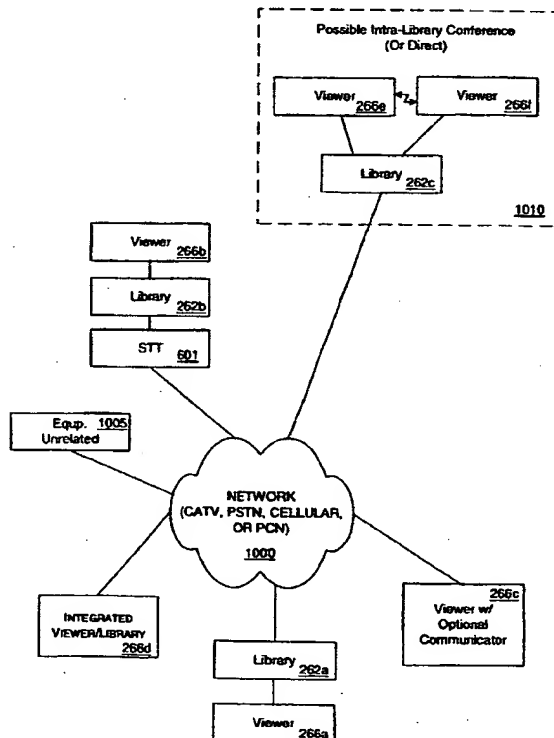 Possible Intra-Library Conference
(Or Direct)
Viewer
266e
Viewer
266f
Library
262c
1010
Viewer
266b
Library
262b
STT
601
Equp. 1005
Unrelated
NETWORK
(CATV, PSTN, CELLULAR,
OR PCN)
1000
INTEGRATED
VIEWER/LIBRARY
266d
266c
Viewer w/
Optional
Communicator
Library
262a
Viewer
266a